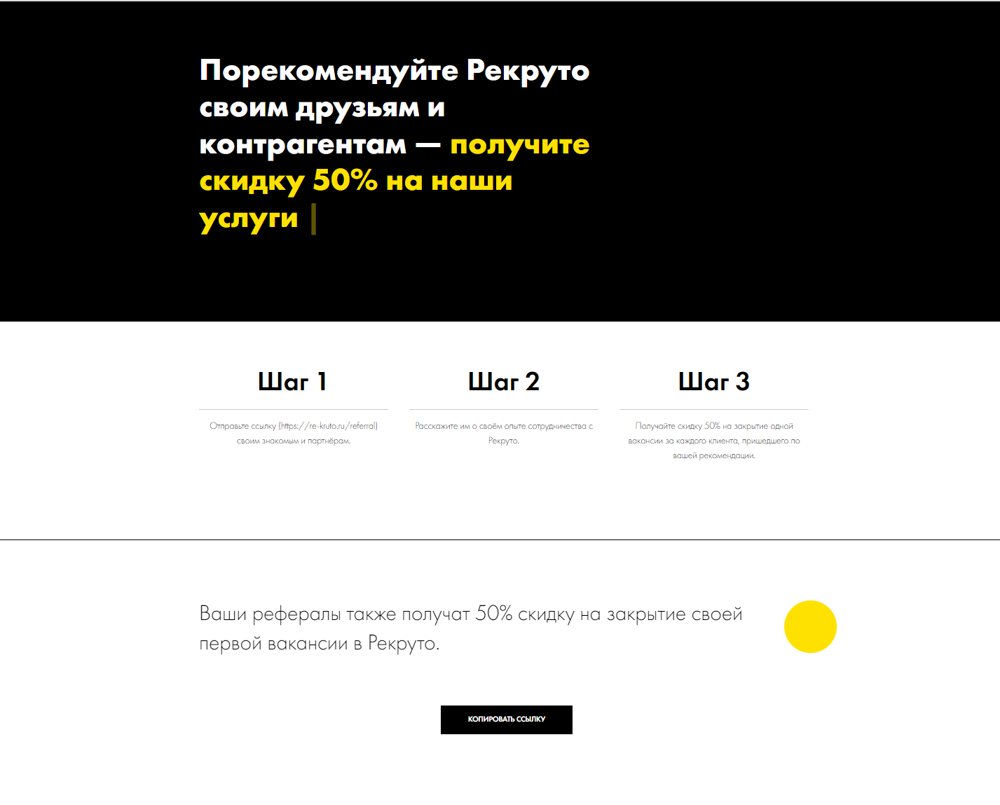 Порекомендуйте Рекруто
своим друзьям и
контрагентам — получите
скидку 50% на наши
услуги |
Шаг 1
Отправьте ссылку (https://re-kruto.ru/referral)
своим знакомым и партнёрам.
Шаг 2
Расскажите им о своём опыте сотрудничества с
Рекруто.
Шаг 3
Получайте скидку 50% на закрытие одной
вакансии за каждого клиента, пришедшего по
вашей рекомендации.
Ваши рефералы также получат 50% скидку на закрытие своей
первой вакансии в Рекруто.
КОПИРОВАТЬ ССЫЛКУ